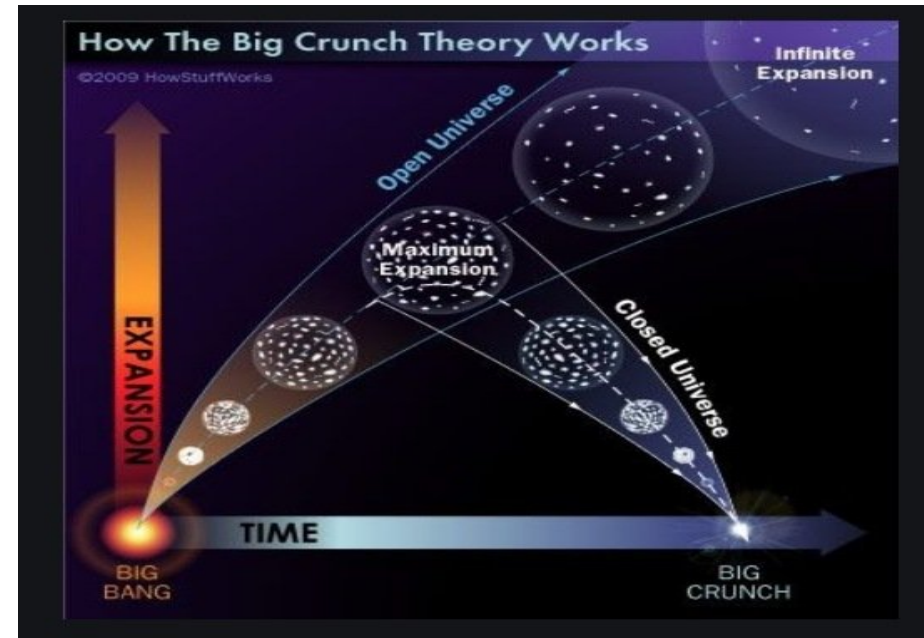 How The Big Crunch Theory Works
©2009 HowStuffWorks
Infinite
Expansion
Open Universe
Maximum
Expansion
Closed Universe
EXPANSION
TIME
BIG
BANG
BIG
CRUNCH